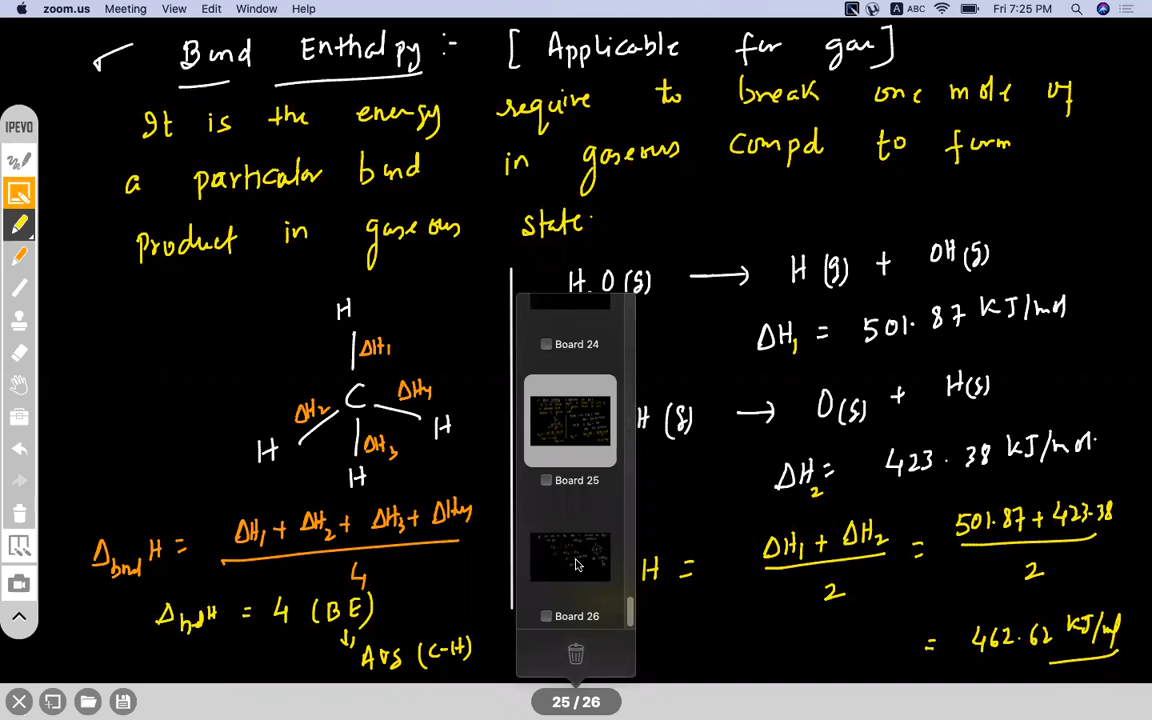 zoom.us Meeting View Edit Window Help ABC Fri 7:25 PM
Bond Enthalpy :- [ Applicable for gas ]
It is the energy require to break one mole of
a particular bond in gaseous compd to form
product in gaseous state.
IPEVO
H
ΔH1
C
ΔH2
ΔH4
H
ΔH3
H
H
Δbond H = ΔH1 + ΔH2 + ΔH3 + ΔH4
4
ΔbdH = 4 (BE)
↓
Avg (C-H)
H2O (g) → H (g) + OH (g)
ΔH1 = 501.87 KJ/mol
H (g) → O (g) + H (g)
ΔH2 = 423.38 KJ/mol.
H = ΔH1 + ΔH2 = 501.87 + 423.38
2 2
= 462.62 KJ/mol
Board 24
Board 25
Board 26
25 / 26